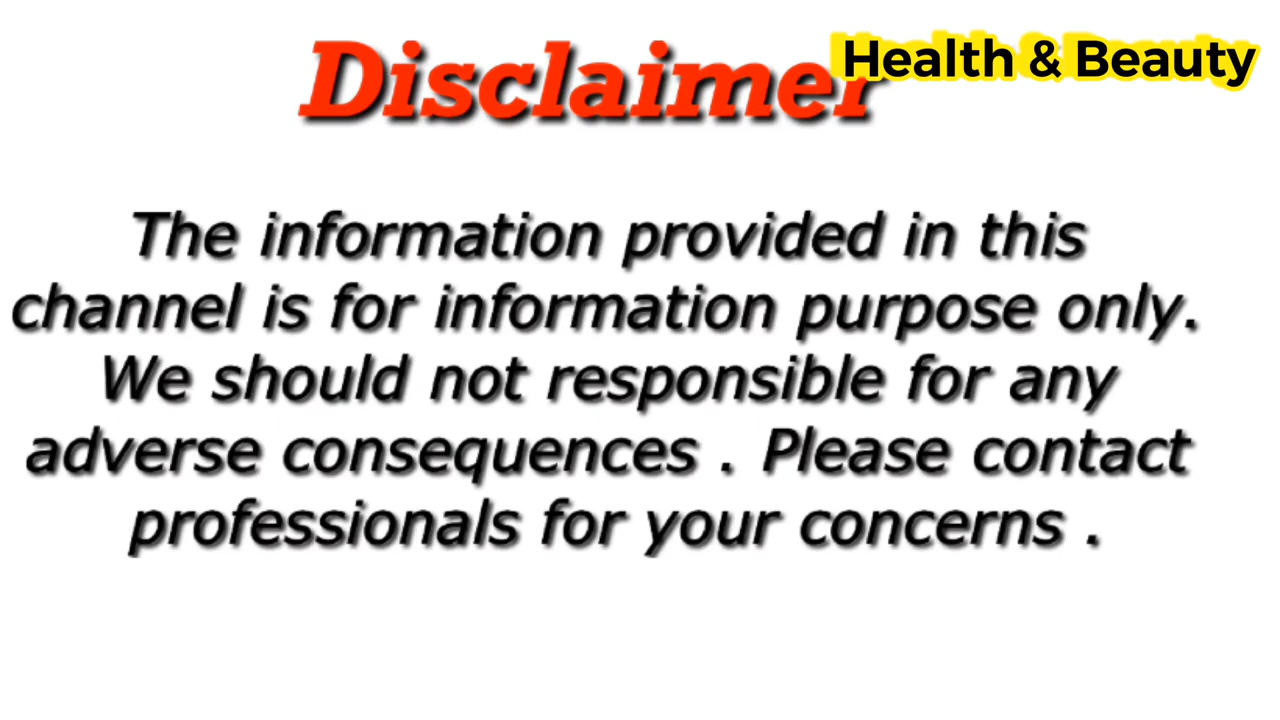 Disclaimer
Health & Beauty
The information provided in this
channel is for information purpose only.
We should not responsible for any
adverse consequences . Please contact
professionals for your concerns .